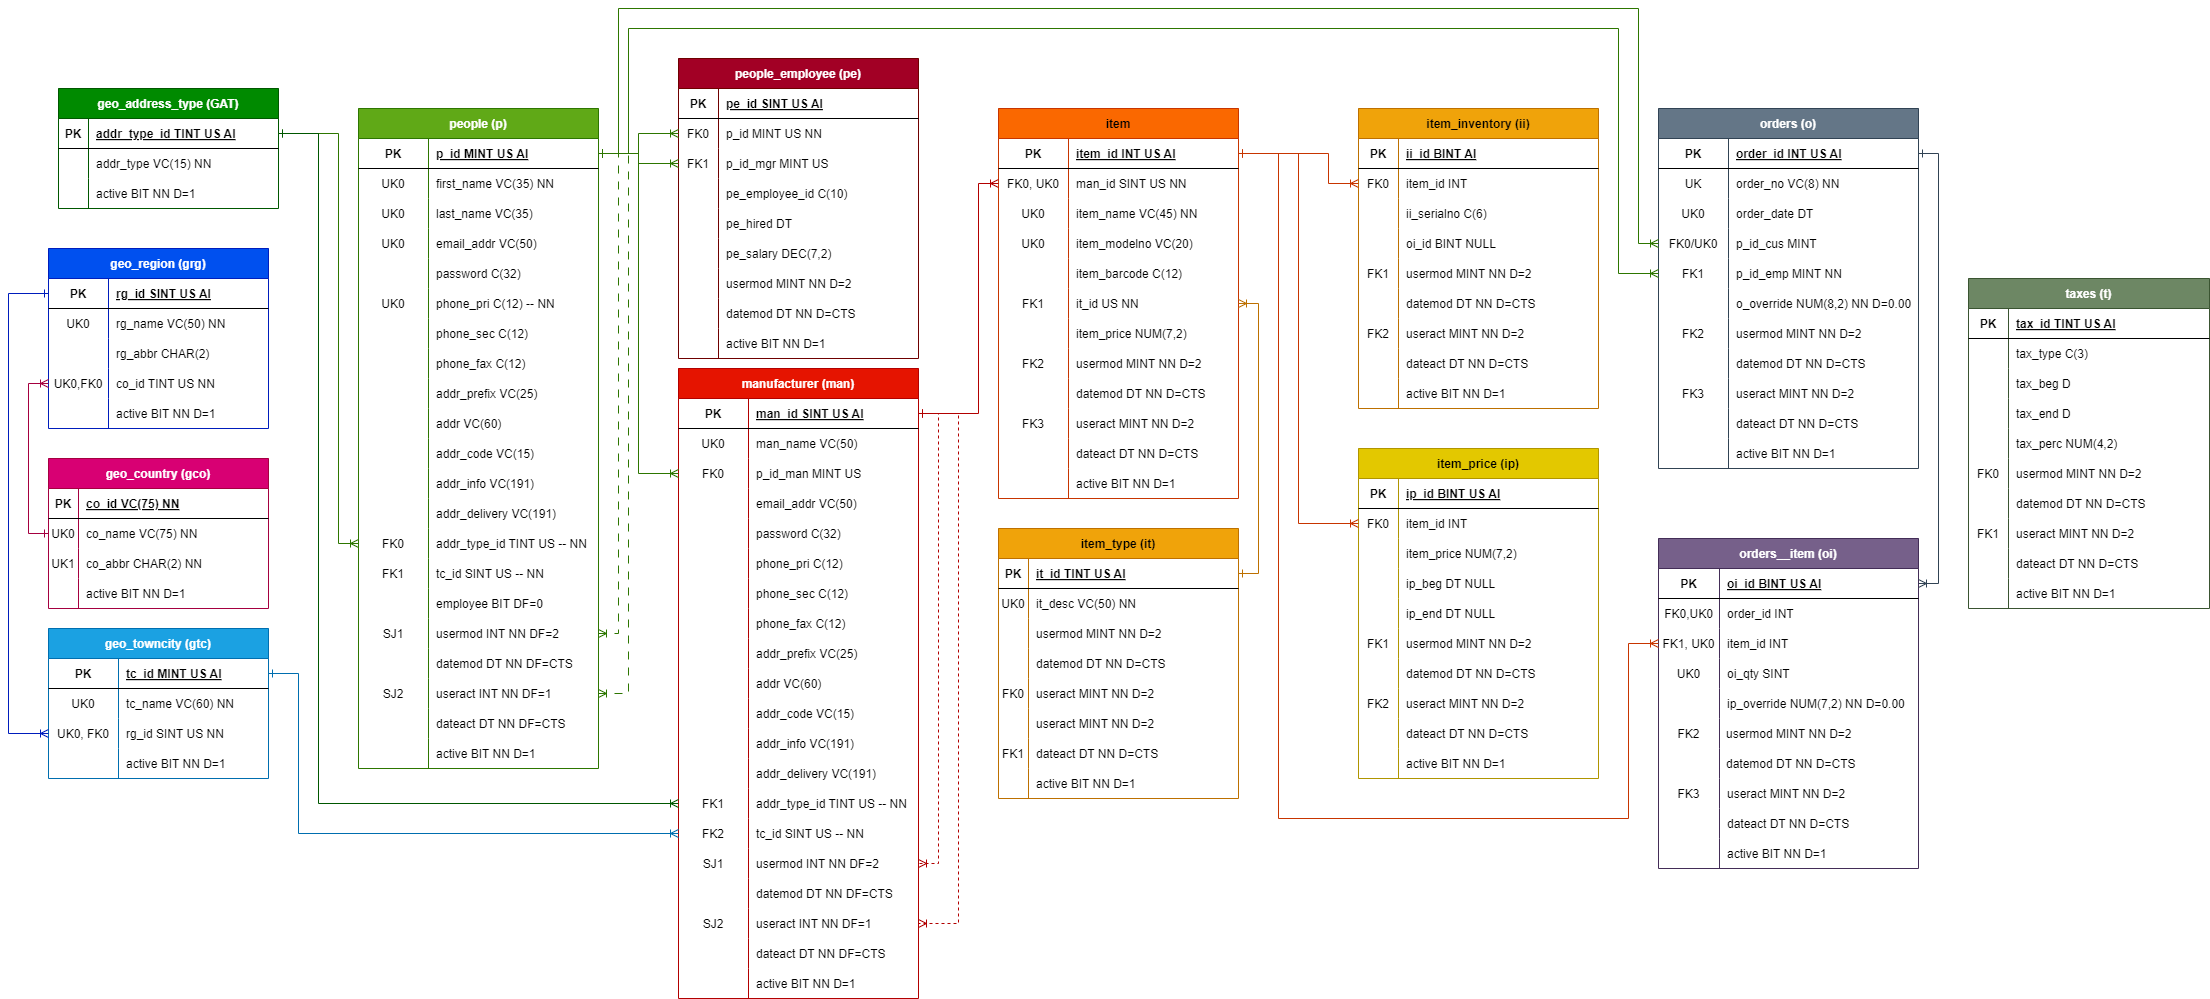 geo_address_type (GAT)
PK addr_type_id TINT US AI
addr_type VC(15) NN
active BIT NN D=1
geo_region (grg)
PK rg_id SINT US AI
UK0 rg_name VC(50) NN
rg_abbr CHAR(2)
UK0,FK0 co_id TINT US NN
active BIT NN D=1
geo_country (gco)
PK co_id VC(75) NN
UK0 co_name VC(75) NN
UK1 co_abbr CHAR(2) NN
active BIT NN D=1
geo_towncity (gtc)
PK tc_id MINT US AI
UK0 tc_name VC(60) NN
UK0, FK0 rg_id SINT US NN
active BIT NN D=1
people (p)
PK p_id MINT US AI
UK0 first_name VC(35) NN
UK0 last_name VC(35)
UK0 email_addr VC(50)
password C(32)
UK0 phone_pri C(12) -- NN
phone_sec C(12)
phone_fax C(12)
addr_prefix VC(25)
addr VC(60)
addr_code VC(15)
addr_info VC(191)
addr_delivery VC(191)
FK0 addr_type_id TINT US -- NN
FK1 tc_id SINT US -- NN
employee BIT DF=0
SJ1 usermod INT NN DF=2
datemod DT NN DF=CTS
SJ2 useract INT NN DF=1
dateact DT NN DF=CTS
active BIT NN D=1
people_employee (pe)
PK pe_id SINT US AI
FK0 p_id MINT US NN
FK1 p_id_mgr MINT US
pe_employee_id C(10)
pe_hired DT
pe_salary DEC(7,2)
usermod MINT NN D=2
datemod DT NN D=CTS
active BIT NN D=1
manufacturer (man)
PK man_id SINT US AI
UK0 man_name VC(50)
FK0 p_id_man MINT US
email_addr VC(50)
password C(32)
phone_pri C(12)
phone_sec C(12)
phone_fax C(12)
addr_prefix VC(25)
addr VC(60)
addr_code VC(15)
addr_info VC(191)
addr_delivery VC(191)
FK1 addr_type_id TINT US -- NN
FK2 tc_id SINT US -- NN
SJ1 usermod INT NN DF=2
datemod DT NN DF=CTS
SJ2 useract INT NN DF=1
dateact DT NN DF=CTS
active BIT NN D=1
item
PK item_id INT US AI
FK0, UK0 man_id SINT US NN
UK0 item_name VC(45) NN
UK0 item_modelno VC(20)
item_barcode C(12)
FK1 it_id US NN
item_price NUM(7,2)
FK2 usermod MINT NN D=2
datemod DT NN D=CTS
FK3 useract MINT NN D=2
dateact DT NN D=CTS
active BIT NN D=1
item_type (it)
PK it_id TINT US AI
UK0 it_desc VC(50) NN
usermod MINT NN D=2
datemod DT NN D=CTS
FK0 useract MINT NN D=2
useract MINT NN D=2
FK1 dateact DT NN D=CTS
active BIT NN D=1
item_inventory (ii)
PK ii_id BINT AI
FK0 item_id INT
ii_serialno C(6)
oi_id BINT NULL
FK1 usermod MINT NN D=2
datemod DT NN D=CTS
FK2 useract MINT NN D=2
dateact DT NN D=CTS
active BIT NN D=1
item_price (ip)
PK ip_id BINT US AI
FK0 item_id INT
item_price NUM(7,2)
ip_beg DT NULL
ip_end DT NULL
FK1 usermod MINT NN D=2
datemod DT NN D=CTS
FK2 useract MINT NN D=2
dateact DT NN D=CTS
active BIT NN D=1
orders (o)
PK order_id INT US AI
UK order_no VC(8) NN
UK0 order_date DT
FK0/UK0 p_id_cus MINT
FK1 p_id_emp MINT NN
o_override NUM(8,2) NN D=0.00
FK2 usermod MINT NN D=2
datemod DT NN D=CTS
FK3 useract MINT NN D=2
dateact DT NN D=CTS
active BIT NN D=1
orders__item (oi)
PK oi_id BINT US AI
FK0,UK0 order_id INT
FK1, UK0 item_id INT
UK0 oi_qty SINT
ip_override NUM(7,2) NN D=0.00
FK2 usermod MINT NN D=2
datemod DT NN D=CTS
FK3 useract MINT NN D=2
dateact DT NN D=CTS
active BIT NN D=1
taxes (t)
PK tax_id TINT US AI
tax_type C(3)
tax_beg D
tax_end D
tax_perc NUM(4,2)
FK0 usermod MINT NN D=2
datemod DT NN D=CTS
FK1 useract MINT NN D=2
dateact DT NN D=CTS
active BIT NN D=1